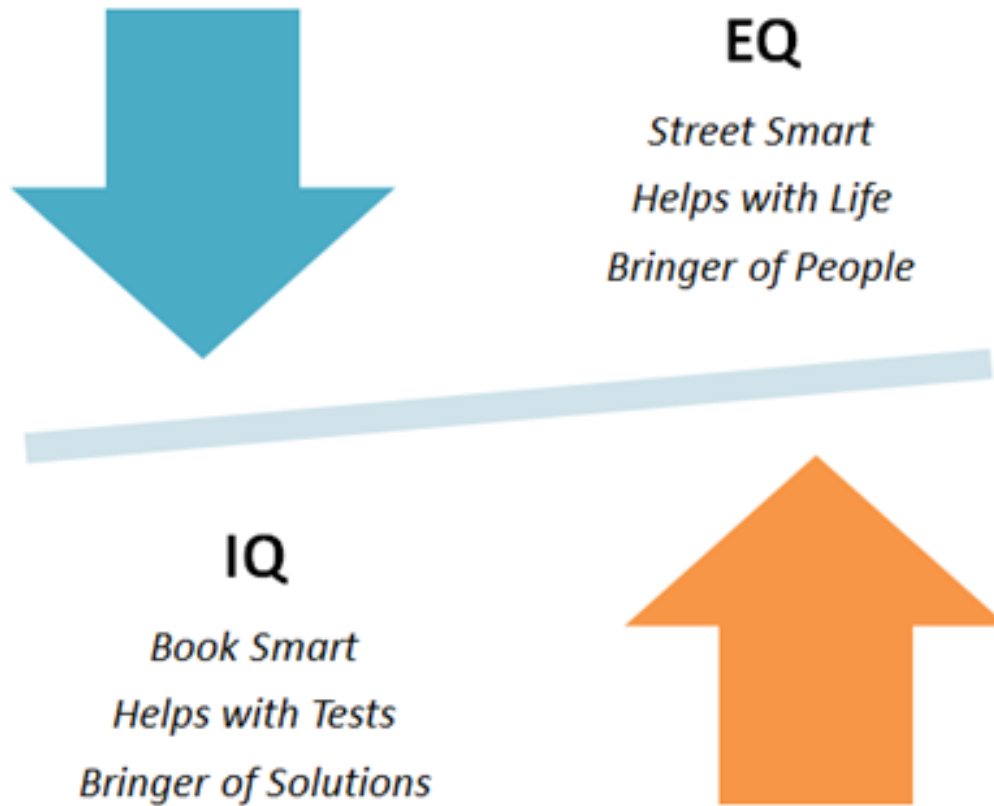 EQ
Street Smart
Helps with Life
Bringer of People
IQ
Book Smart
Helps with Tests
Bringer of Solutions